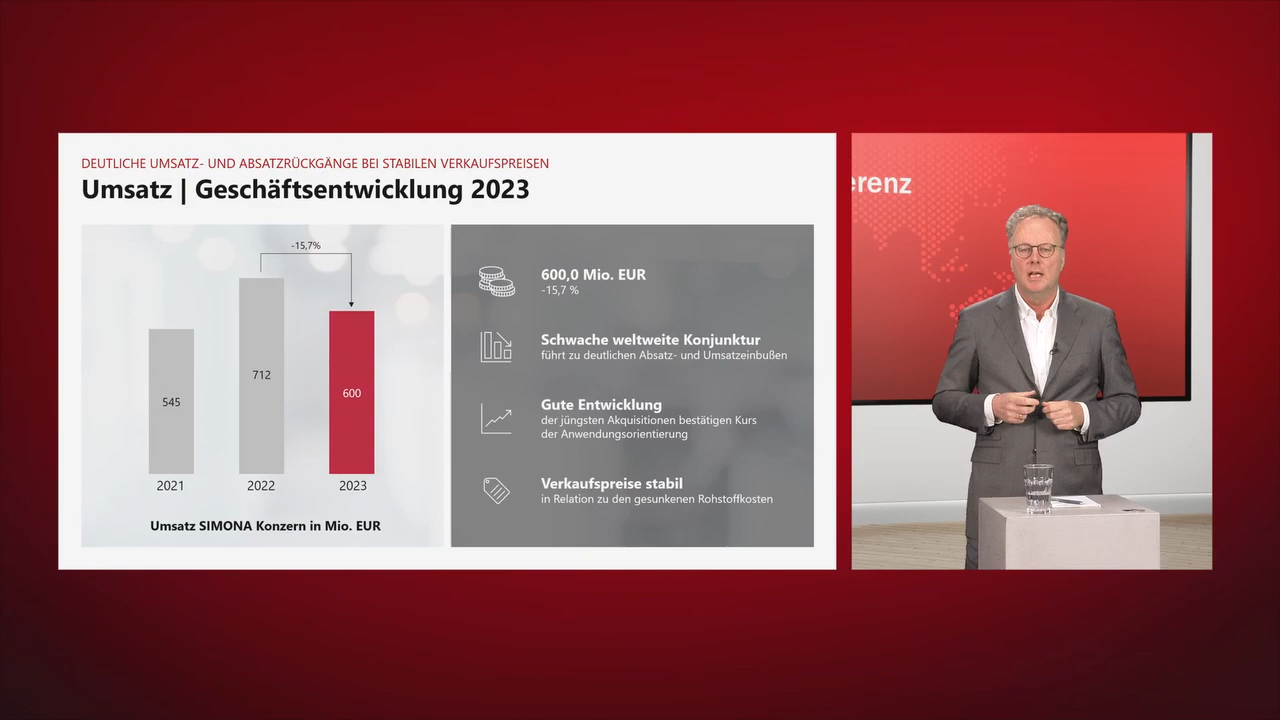 DEUTLICHE UMSATZ- UND ABSATZRÜCKGÄNGE BEI STABILEN VERKAUFSPREISEN
Umsatz | Geschäftsentwicklung 2023
-15,7%
545
712
600
2021
2022
2023
Umsatz SIMONA Konzern in Mio. EUR
600,0 Mio. EUR
-15,7 %
Schwache weltweite Konjunktur
führt zu deutlichen Absatz- und Umsatzeinbußen
Gute Entwicklung
der jüngsten Akquisitionen bestätigen Kurs
der Anwendungsorientierung
Verkaufspreise stabil
in Relation zu den gesunkenen Rohstoffkosten
erenz